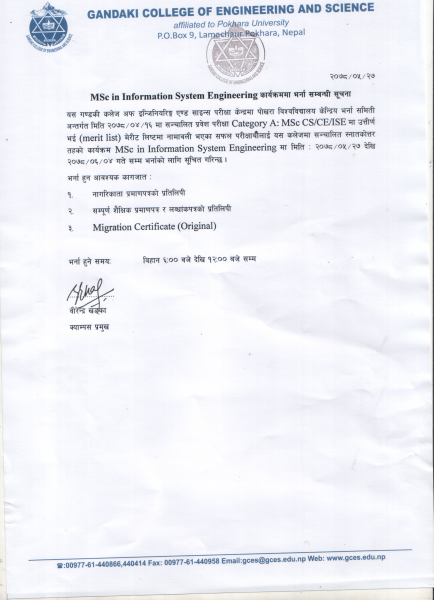 GANDAKI COLLEGE OF ENGINEERING AND SCIENCE
affiliated to Pokhara University
P.O.Box 9, Lamechaur Pokhara, Nepal
२०७८/०५/२७
MSc in Information System Engineering कार्यक्रममा भर्ना सम्बन्धी सूचना
यस गण्डकी कलेज अफ इन्जिनियरिङ्ग एण्ड साइन्स परीक्षा केन्द्रमा पोखरा विश्वविद्यालय केन्द्रिय भर्ना समिति
अन्तर्गत मिति २०७८/०४/१६ मा सञ्चालित प्रवेश परीक्षा Category A: MSc CS/CE/ISE मा उत्तीर्ण
भई (merit list) मेरीट लिष्टमा नामावली भएका सफल परीक्षार्थीलाई यस कलेजमा सञ्चालित स्नातकोत्तर
तहको कार्यक्रम MSc in Information System Engineering मा मिति : २०७८/०५/२७ देखि
२०७८/०६/०४ गते सम्म भर्नाको लागि सूचित गरिन्छ ।
भर्ना हुन आवश्यक कागजात :
१. नागरिकता प्रमाणपत्रको प्रतिलिपी
२. सम्पूर्ण शैक्षिक प्रमाणपत्र र लब्धांकपत्रको प्रतिलिपी
३. Migration Certificate (Original)
भर्ना हुने समय: बिहान ६:०० बजे देखि १२:०० बजे सम्म
वीरेन्द्र खड्का
क्याम्पस प्रमुख
☎:00977-61-440866,440414 Fax: 00977-61-440958 Email:gces@gces.edu.np Web: www.gces.edu.np